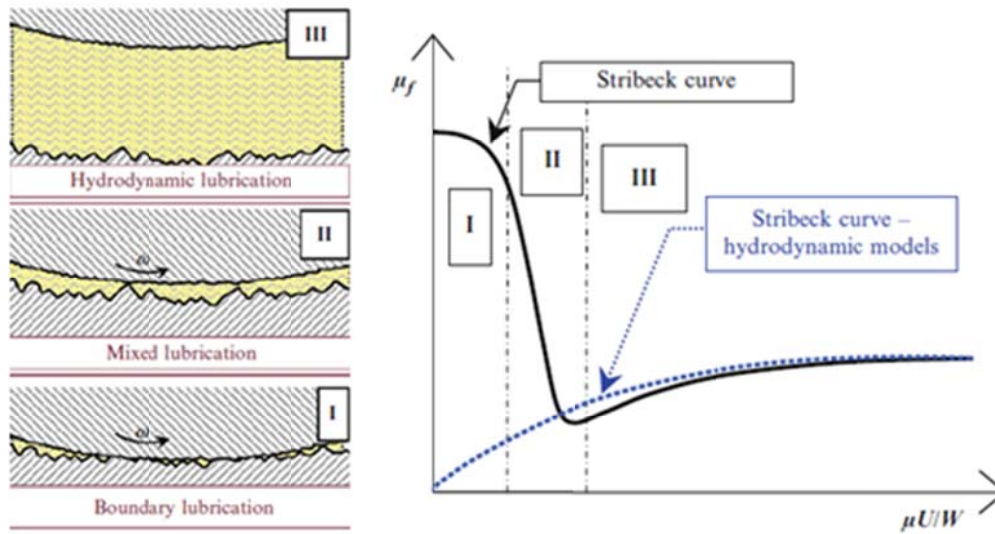 III
Hydrodynamic lubrication
II
ω
Mixed lubrication
I
ω
Boundary lubrication
μf
Stribeck curve
II
III
I
Stribeck curve –
hydrodynamic models
μU/W